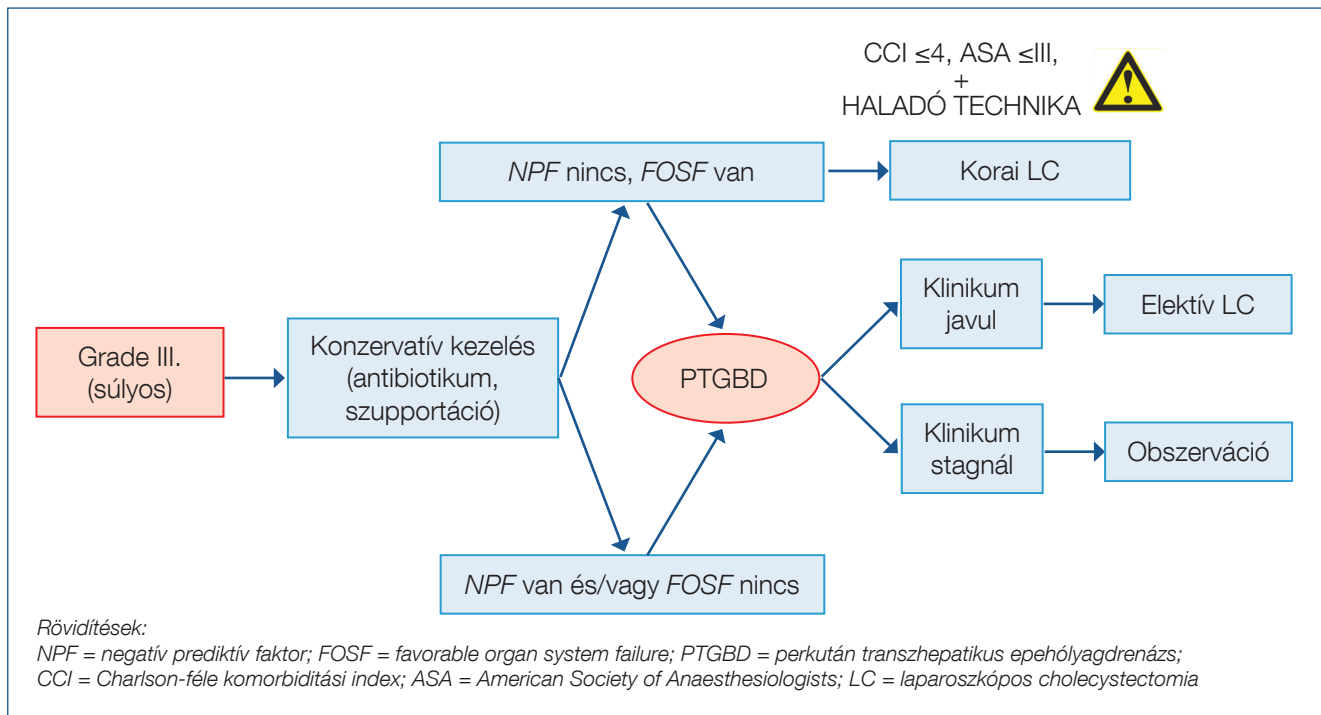 CCI ≤4, ASA ≤III,
+
HALADÓ TECHNIKA
NPF nincs, FOSF van
Korai LC
Grade III.
(súlyos)
Konzervatív kezelés
(antibiotikum,
szupportáció)
PTGBD
Klinikum
javul
Elektív LC
Klinikum
stagnál
Obszerváció
NPF van és/vagy FOSF nincs
Rövidítések:
NPF = negatív prediktív faktor; FOSF = favorable organ system failure; PTGBD = perkután transzhepatikus epehólyagdrenázs;
CCI = Charlson-féle komorbiditási index; ASA = American Society of Anaesthesiologists; LC = laparoszkópos cholecystectomia